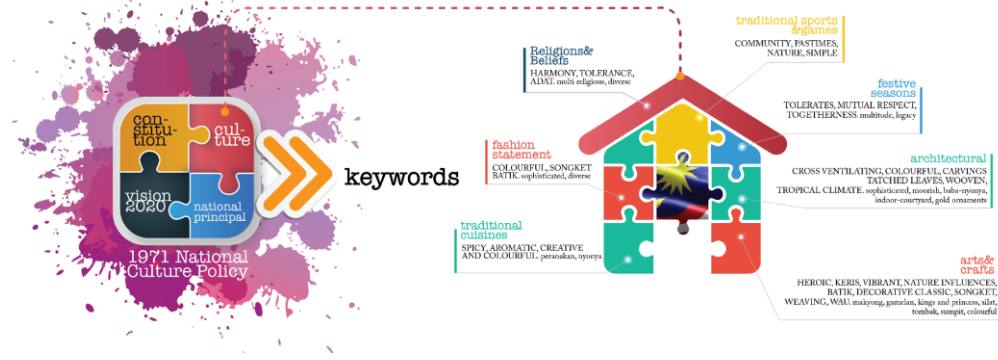 con-
stitu-
tion
cul-
ture
vision
2020
national
principal
1971 National
Culture Policy
keywords
Religions&
Beliefs
HARMONY, TOLERANCE,
ADAT. multi religious, diverse
traditional sports
&games
COMMUNITY, PASTIMES,
NATURE, SIMPLE
festive
seasons
TOLERATES, MUTUAL RESPECT,
TOGETHERNESS. multitude, legacy
fashion
statement
COLOURFUL, SONGKET
BATIK. sophisticated, diverse
architectural
CROSS VENTILATING, COLOURFUL, CARVINGS
TATCHED LEAVES, WOOVEN,
TROPICAL CLIMATE. sophisticated, moorish, baba-nyonya,
indoor-courtyard, gold ornaments
traditional
cuisines
SPICY, AROMATIC, CREATIVE
AND COLOURFUL. peranakan, nyonya
arts&
crafts
HEROIC, KERIS, VIBRANT, NATURE INFLUENCES,
BATIK, DECORATIVE CLASSIC, SONGKET,
WEAVING, WAU. makyong, gamelan, kings and princess, silat,
tombak, sumpit, colourful